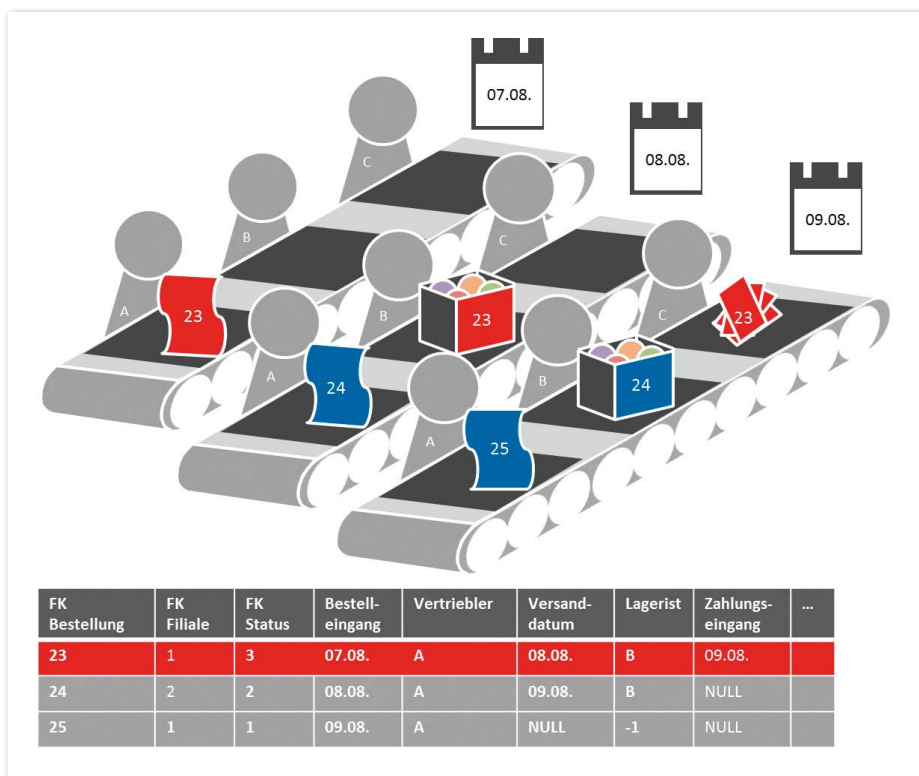 07.08.
08.08.
09.08.
C
B
A
23
C
B
23
A
24
C
23
B
24
A
25
FK Bestellung | FK Filiale | FK Status | Bestell-eingang | Vertriebler | Versand-datum | Lagerist | Zahlungs-eingang | ...
23 | 1 | 3 | 07.08. | A | 08.08. | B | 09.08.
24 | 2 | 2 | 08.08. | A | 09.08. | B | NULL
25 | 1 | 1 | 09.08. | A | NULL | -1 | NULL